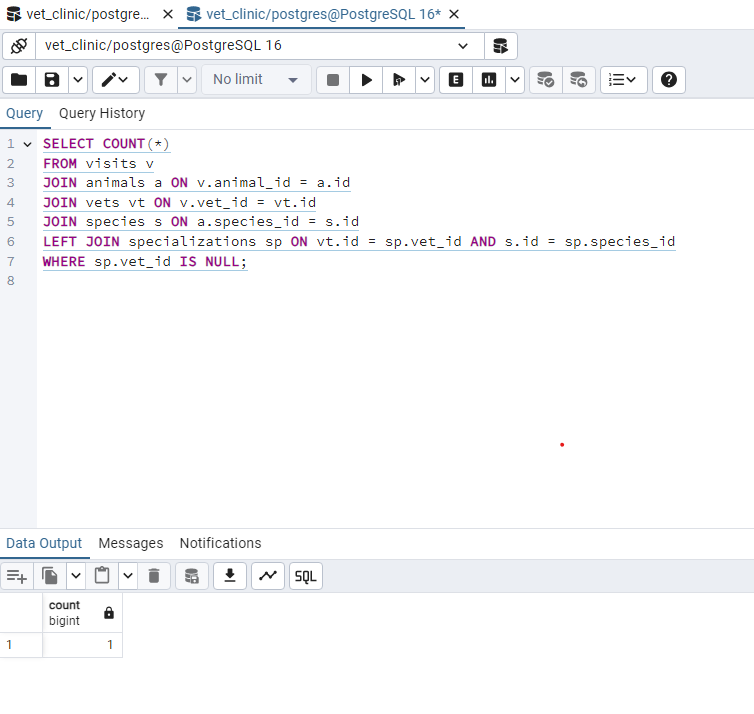 vet_clinic/postgre...
vet_clinic/postgres@PostgreSQL 16*
vet_clinic/postgres@PostgreSQL 16
No limit
E
Query
Query History
1
SELECT COUNT(*)
2
FROM visits v
3
JOIN animals a ON v.animal_id = a.id
4
JOIN vets vt ON v.vet_id = vt.id
5
JOIN species s ON a.species_id = s.id
6
LEFT JOIN specializations sp ON vt.id = sp.vet_id AND s.id = sp.species_id
7
WHERE sp.vet_id IS NULL;
8
Data Output
Messages
Notifications
SQL
count
bigint
1
1